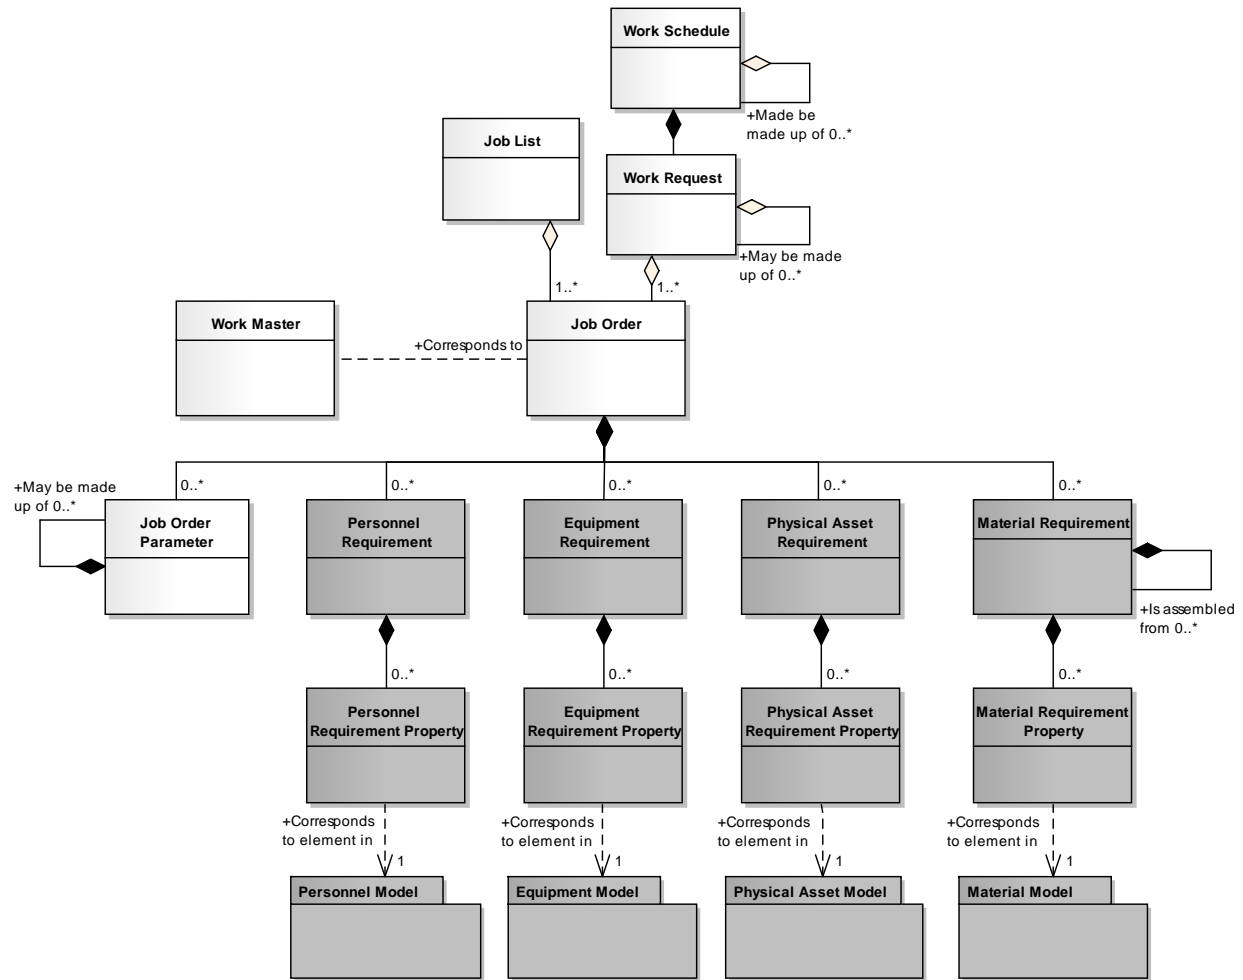 Work Schedule
+Made be
made up of 0..*
Job List
Work Request
+May be made
up of 0..*
1..*
1..*
Work Master
+Corresponds to
Job Order
+May be made
up of 0..*
0..*
0..*
0..*
0..*
0..*
Job Order
Parameter
Personnel
Requirement
Equipment
Requirement
Physical Asset
Requirement
Material Requirement
+Is assembled
from 0..*
0..*
0..*
0..*
0..*
Personnel
Requirement Property
Equipment
Requirement Property
Physical Asset
Requirement Property
Material Requirement
Property
+Corresponds
to element in
1
+Corresponds
to element in
1
+Corresponds
to element in
1
+Corresponds
to element in
1
Personnel Model
Equipment Model
Physical Asset Model
Material Model